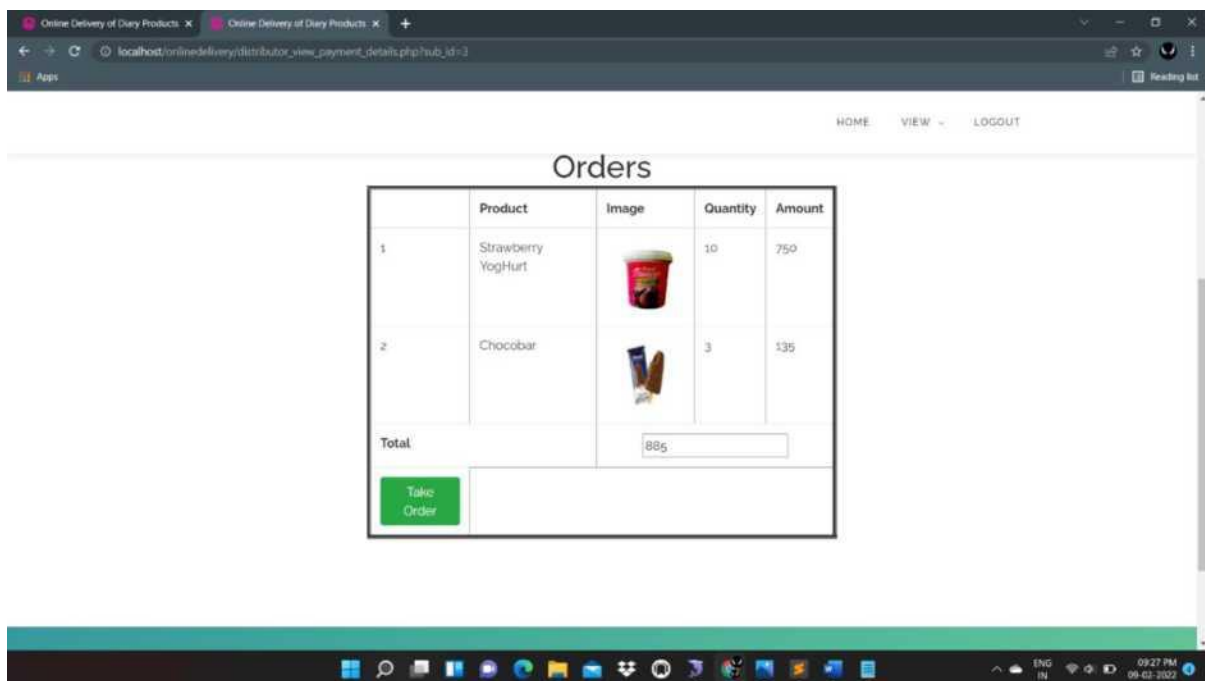 Online Delivery of Diary Products
Online Delivery of Diary Products
localhost/onlinedelivery/distributor_view_payment_details.php?sub_id=3
Apps
Reading list
HOME VIEW LOGOUT
Orders
Product Image Quantity Amount
1 Strawberry 10 750
YogHurt
2 Chocobar 3 135
Total 885
Take
Order
ENG
IN
09:27 PM
09-02-2022